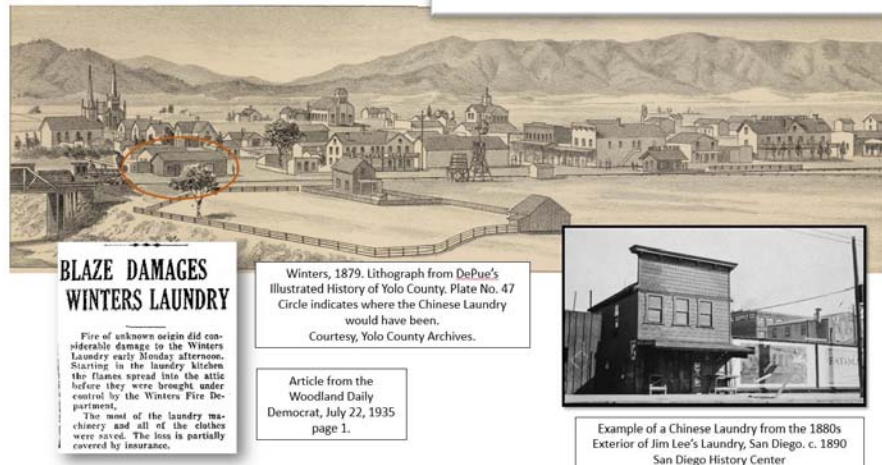 BLAZE DAMAGES
WINTERS LAUNDRY
Fire of unknown origin did con-
siderable damage to the Winters
Laundry early Monday afternoon.
Starting in the laundry kitchen
the flames spread into the attic
before they were brought under
control by the Winters Fire De-
partment,
The most of the laundry ma-
chinery and all of the clothes
were saved. The loss is partially
covered by insurance.
Winters, 1879. Lithograph from DePue's
Illustrated History of Yolo County. Plate No. 47
Circle indicates where the Chinese Laundry
would have been.
Courtesy, Yolo County Archives.
Article from the
Woodland Daily
Democrat, July 22, 1935
page 1.
Example of a Chinese Laundry from the 1880s
Exterior of Jim Lee's Laundry, San Diego. c. 1890
San Diego History Center